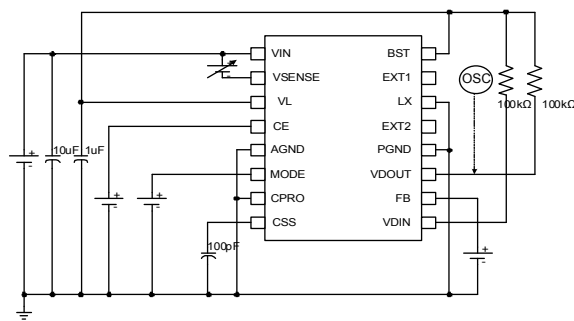 VIN
BST
VSENSE
EXT1
OSC
VL
LX
100kΩ
100kΩ
CE
EXT2
10uF
1uF
AGND
PGND
MODE
VDOUT
CPRO
FB
CSS
VDIN
100pF
+
-
+
-
+
-
+
-
+
-